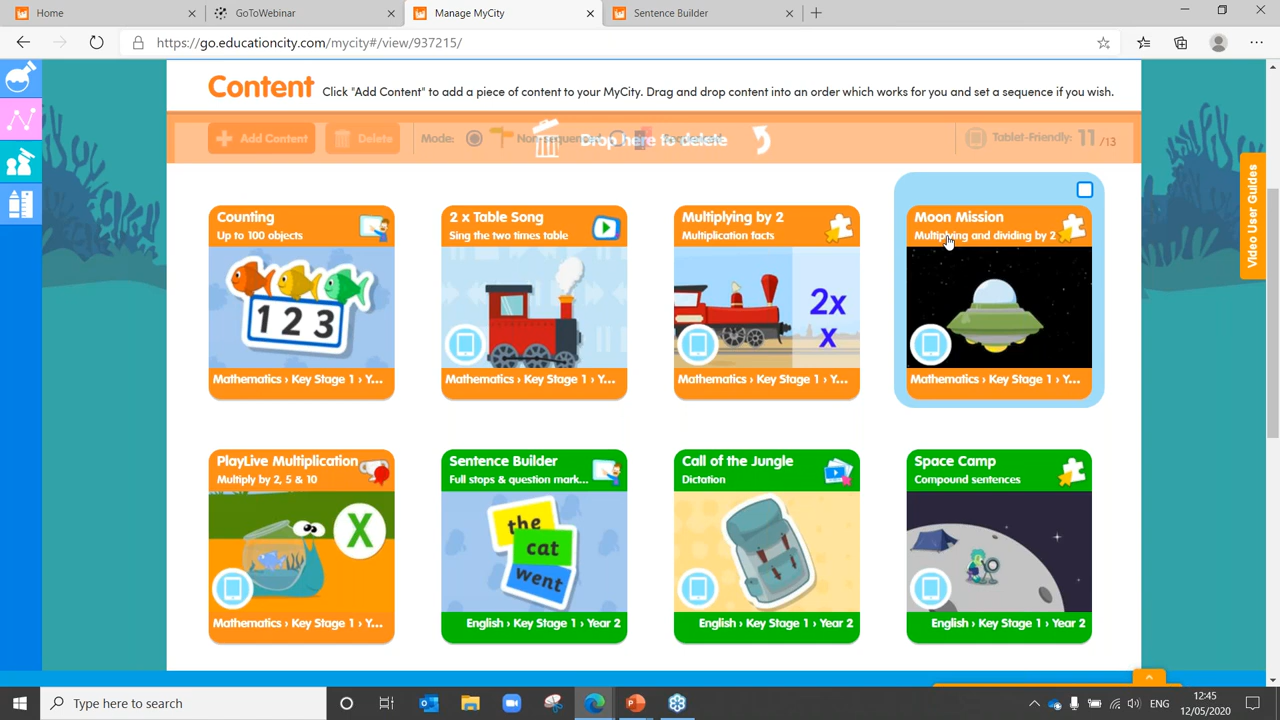 Home
GoToWebinar
Manage MyCity
Sentence Builder
https://go.educationcity.com/mycity#/view/937215/
Content Click "Add Content" to add a piece of content to your MyCity. Drag and drop content into an order which works for you and set a sequence if you wish.
Add Content
Delete
Mode:
Drop here to delete
Tablet-Friendly: 11 /13
Video User Guides
Counting
Up to 100 objects
1 2 3
Mathematics › Key Stage 1 › Y...
2 x Table Song
Sing the two times table
Mathematics › Key Stage 1 › Y...
Multiplying by 2
Multiplication facts
2x
x
Mathematics › Key Stage 1 › Y...
Moon Mission
Multiplying and dividing by 2
Mathematics › Key Stage 1 › Y...
PlayLive Multiplication
Multiply by 2, 5 & 10
X
Mathematics › Key Stage 1 › Y...
Sentence Builder
Full stops & question mark...
the
cat
went
English › Key Stage 1 › Year 2
Call of the Jungle
Dictation
English › Key Stage 1 › Year 2
Space Camp
Compound sentences
English › Key Stage 1 › Year 2
Type here to search
ENG
12:45
12/05/2020